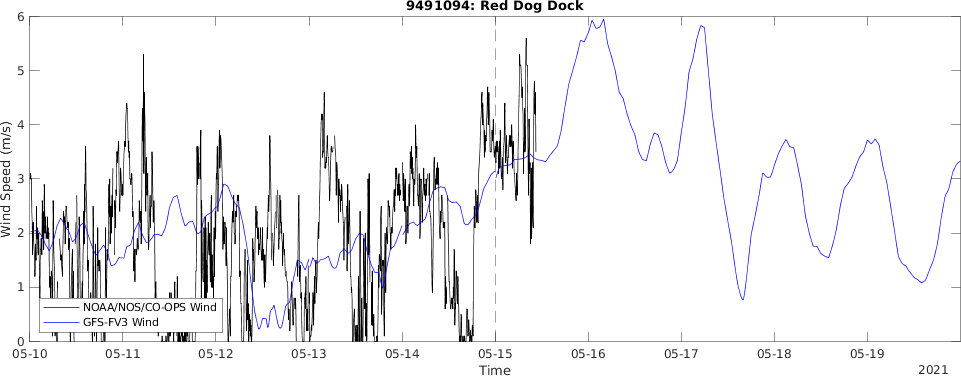 9491094: Red Dog Dock
Wind Speed (m/s)
6
5
4
3
2
1
0
NOAA/NOS/CO-OPS Wind
GFS-FV3 Wind
05-10 05-11 05-12 05-13 05-14 05-15 05-16 05-17 05-18 05-19
Time
2021